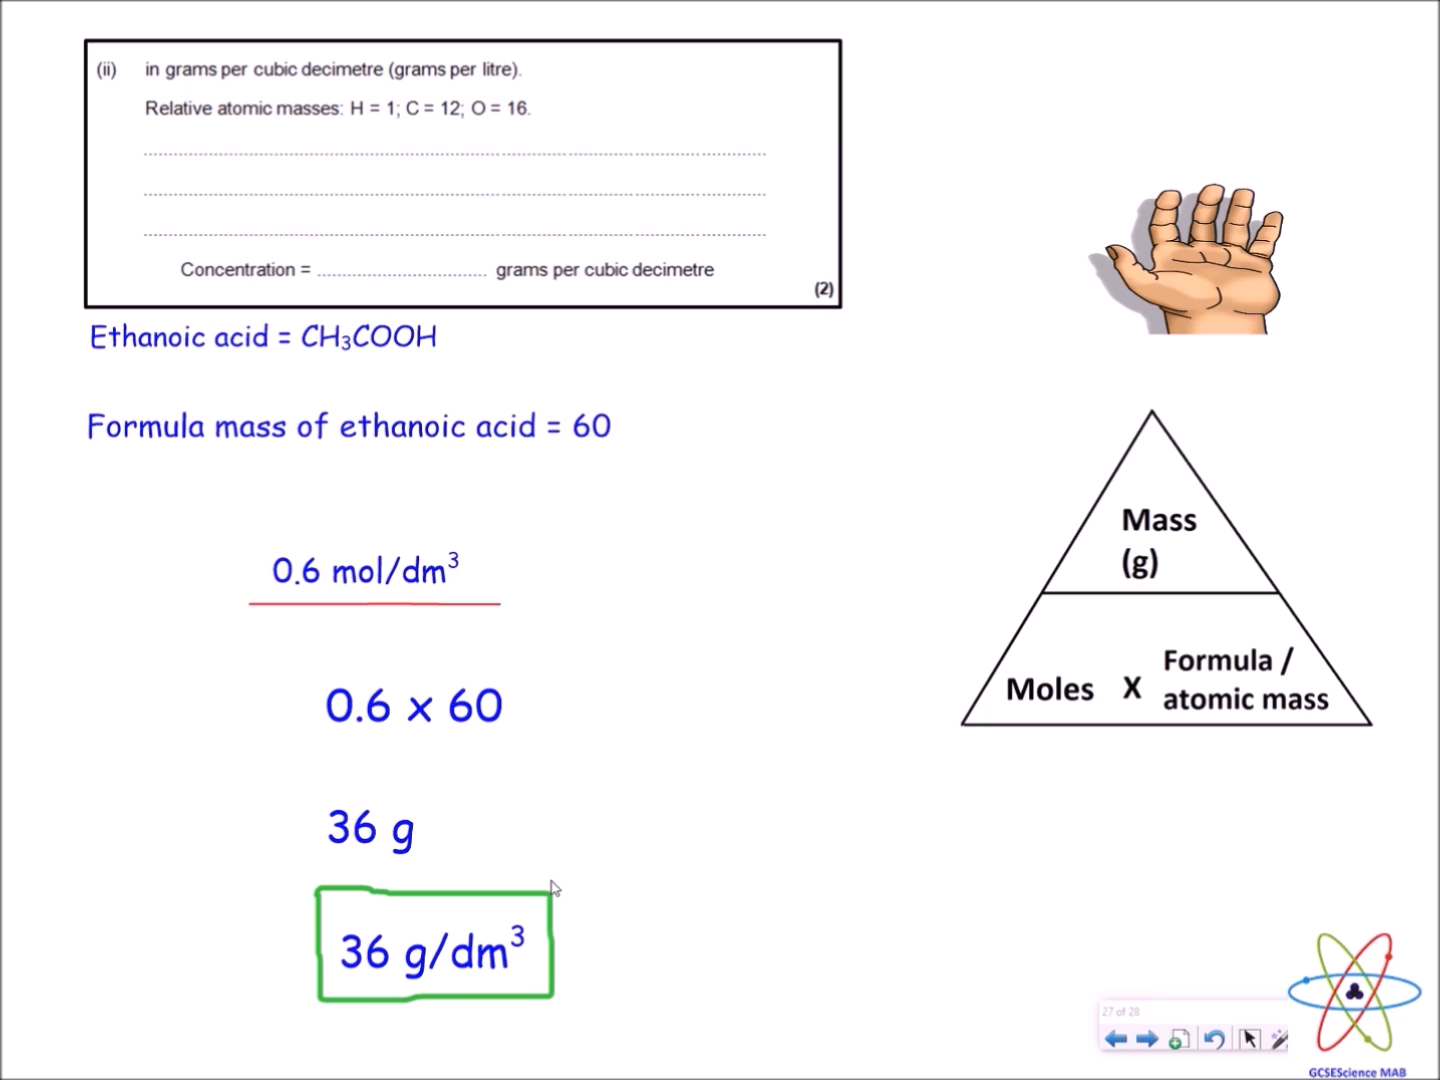 (ii) in grams per cubic decimetre (grams per litre).
Relative atomic masses: H = 1; C = 12; O = 16.
Concentration = ................................ grams per cubic decimetre
(2)
Ethanoic acid = CH₃COOH
Formula mass of ethanoic acid = 60
0.6 mol/dm³
0.6 x 60
36 g
36 g/dm³
Mass
(g)
Moles X Formula / atomic mass
27 of 28
GCSEScience MAB